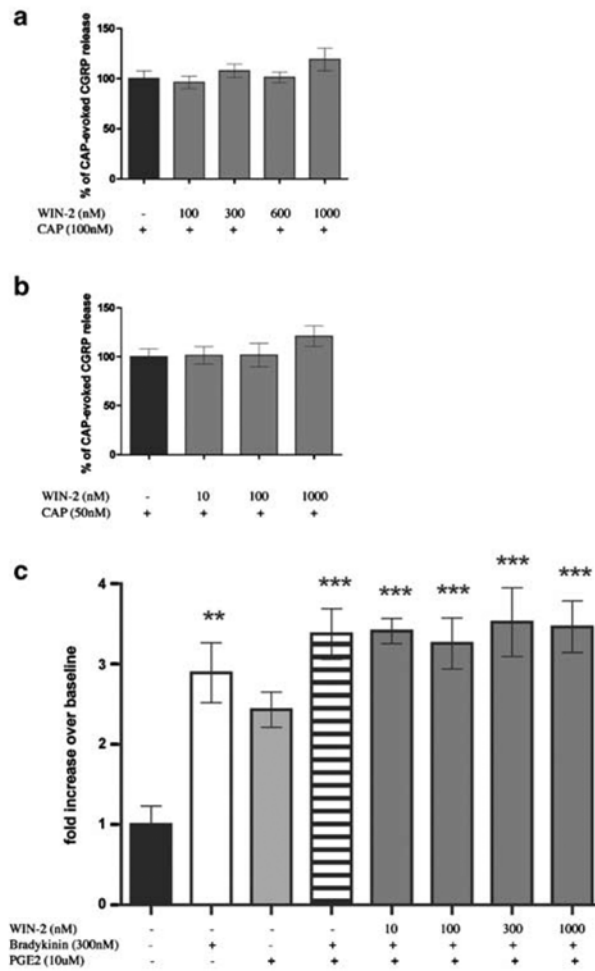 a
% of CAP-evoked CGRP release
150
100
50
0
WIN-2 (nM) - 100 300 600 1000
CAP (100nM) + + + + +
b
% of CAP-evoked CGRP release
150
100
50
0
WIN-2 (nM) - 10 100 1000
CAP (50nM) + + + +
c
fold increase over baseline
4
3
2
1
0
** *** *** *** *** ***
WIN-2 (nM) - - - - 10 100 300 1000
Bradykinin (300nM) - + - + + + + +
PGE2 (10uM) - - + + + + + +